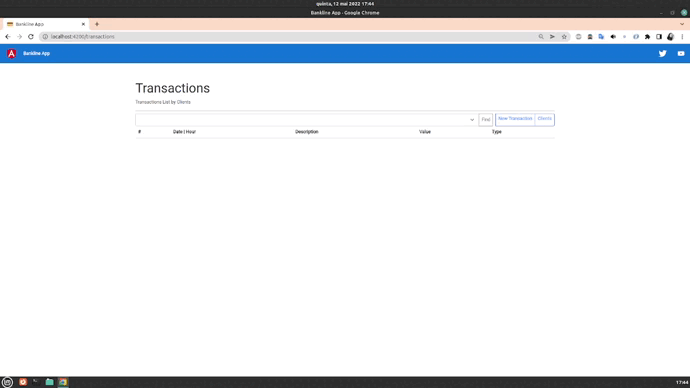 quinta, 12 mai 2022 17:44
Bankline App - Google Chrome
Bankline App
localhost:4200/transactions
Bankline App
Transactions
Transactions List by Clients
Find New Transaction Clients
# Date | Hour Description Value Type
17:44